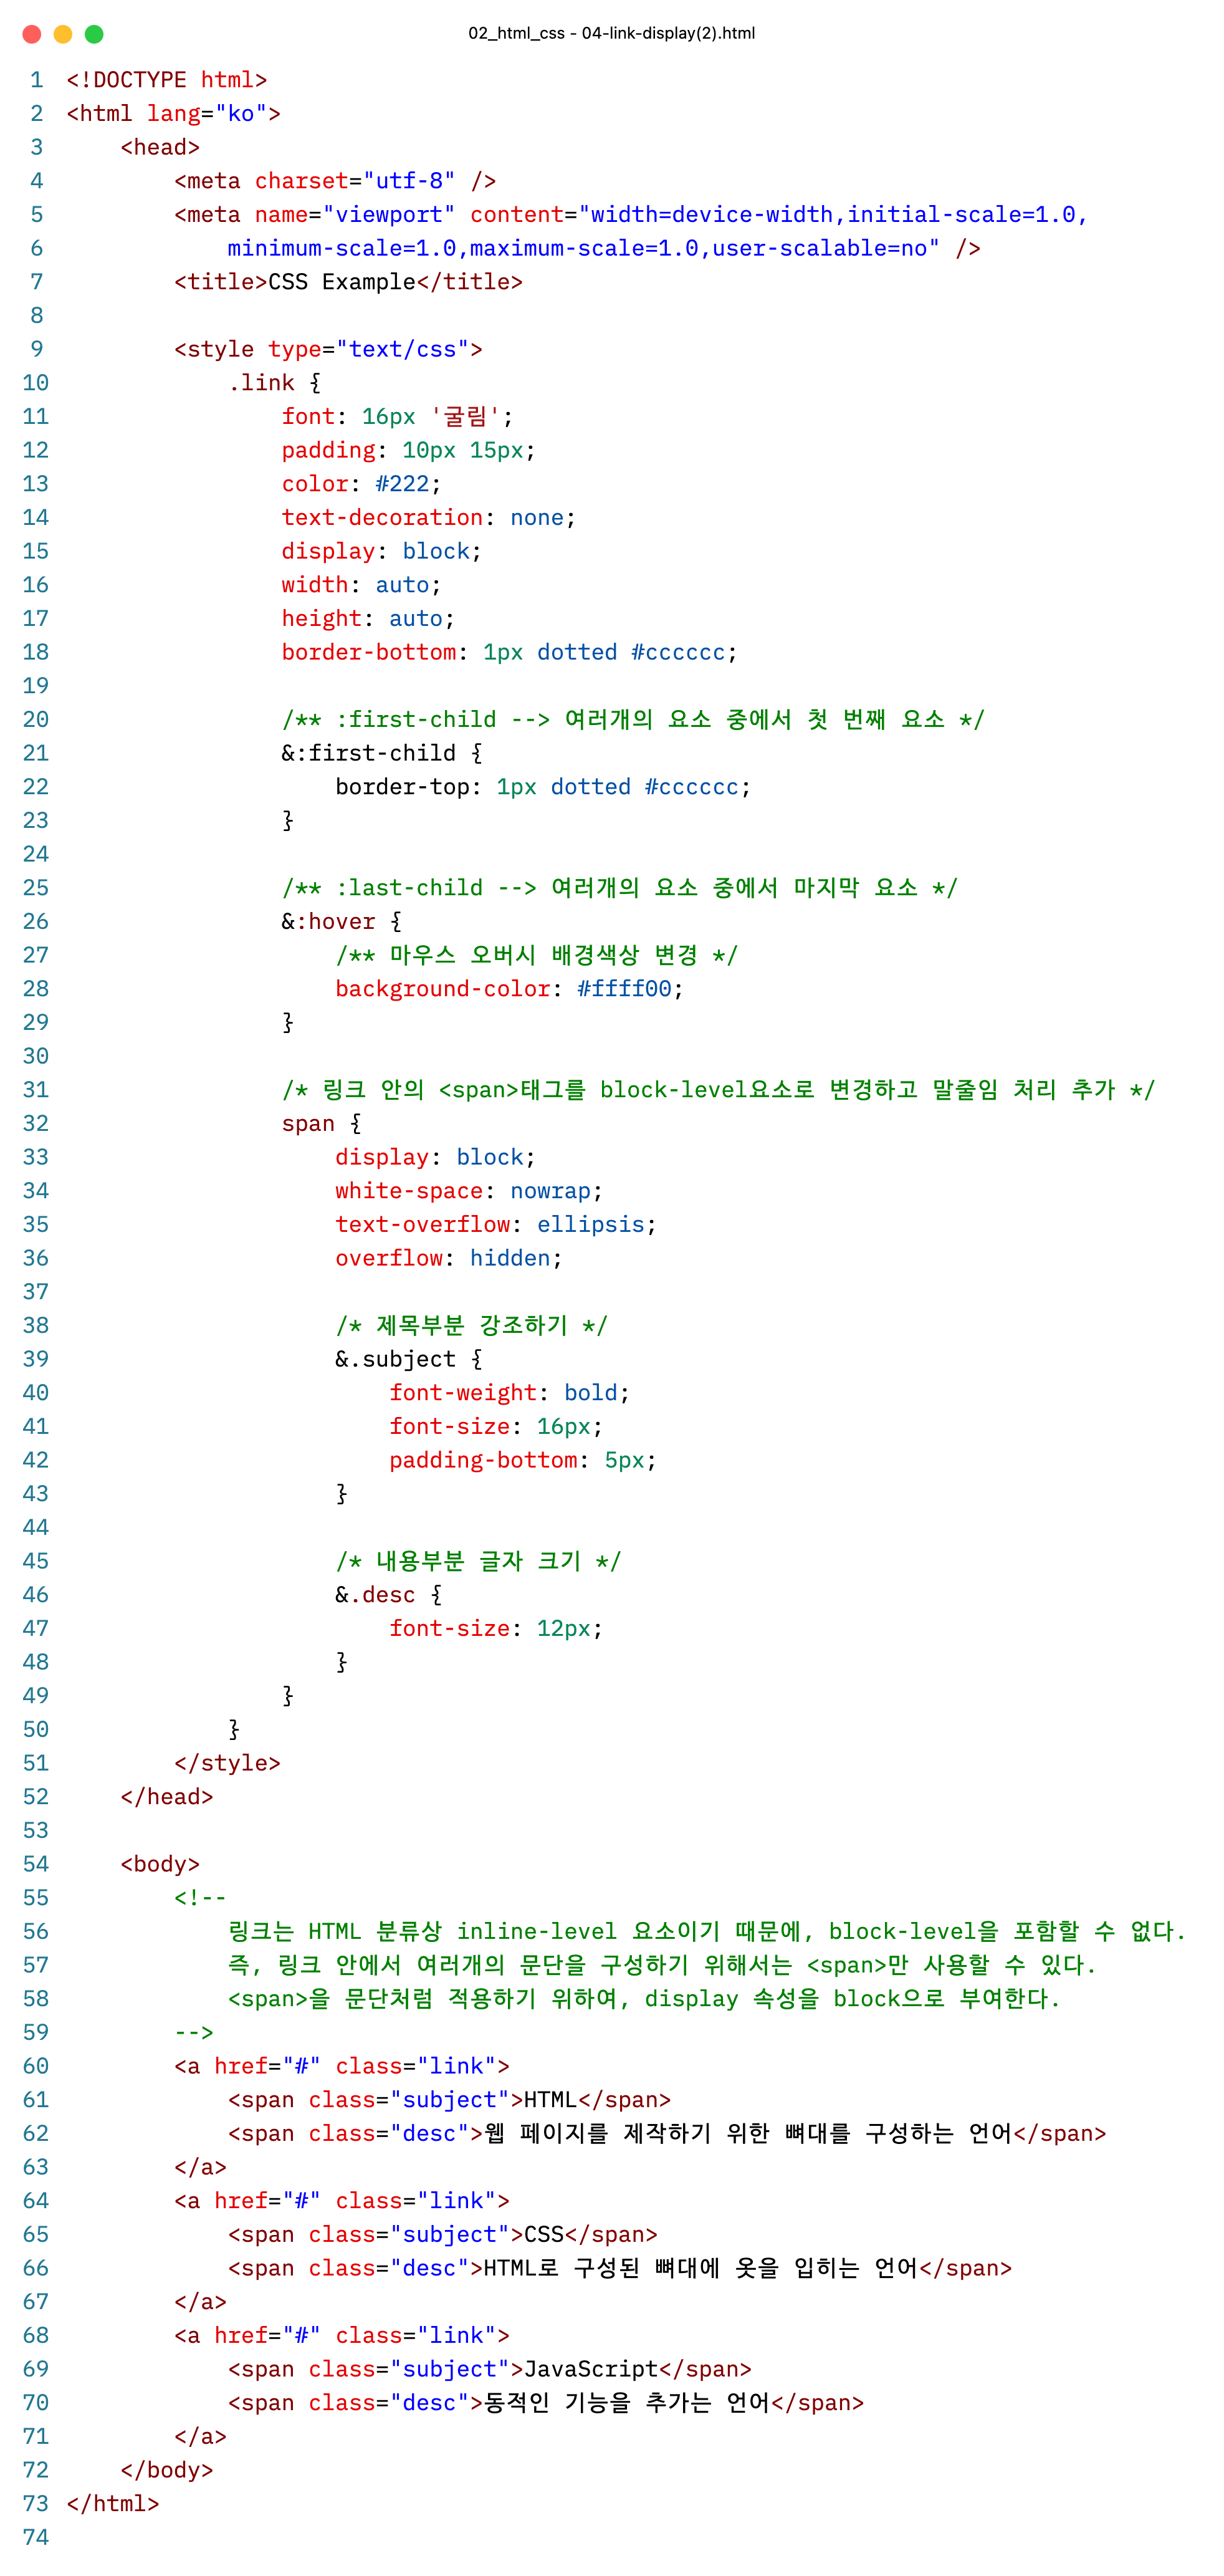 02_html_css - 04-link-display(2).html
1 <!DOCTYPE html>
2 <html lang="ko">
3     <head>
4         <meta charset="utf-8" />
5         <meta name="viewport" content="width=device-width,initial-scale=1.0,
6             minimum-scale=1.0,maximum-scale=1.0,user-scalable=no" />
7         <title>CSS Example</title>
8
9         <style type="text/css">
10             .link {
11                 font: 16px '굴림';
12                 padding: 10px 15px;
13                 color: #222;
14                 text-decoration: none;
15                 display: block;
16                 width: auto;
17                 height: auto;
18                 border-bottom: 1px dotted #cccccc;
19
20                 /** :first-child --> 여러개의 요소 중에서 첫 번째 요소 */
21                 &:first-child {
22                     border-top: 1px dotted #cccccc;
23                 }
24
25                 /** :last-child --> 여러개의 요소 중에서 마지막 요소 */
26                 &:hover {
27                     /** 마우스 오버시 배경색상 변경 */
28                     background-color: #ffff00;
29                 }
30
31                 /* 링크 안의 <span>태그를 block-level요소로 변경하고 말줄임 처리 추가 */
32                 span {
33                     display: block;
34                     white-space: nowrap;
35                     text-overflow: ellipsis;
36                     overflow: hidden;
37
38                     /* 제목부분 강조하기 */
39                     &.subject {
40                         font-weight: bold;
41                         font-size: 16px;
42                         padding-bottom: 5px;
43                     }
44
45                     /* 내용부분 글자 크기 */
46                     &.desc {
47                         font-size: 12px;
48                     }
49                 }
50             }
51         </style>
52     </head>
53
54     <body>
55         <!--
56             링크는 HTML 분류상 inline-level 요소이기 때문에, block-level을 포함할 수 없다.
57             즉, 링크 안에서 여러개의 문단을 구성하기 위해서는 <span>만 사용할 수 있다.
58             <span>을 문단처럼 적용하기 위하여, display 속성을 block으로 부여한다.
59         -->
60         <a href="#" class="link">
61             <span class="subject">HTML</span>
62             <span class="desc">웹 페이지를 제작하기 위한 뼈대를 구성하는 언어</span>
63         </a>
64         <a href="#" class="link">
65             <span class="subject">CSS</span>
66             <span class="desc">HTML로 구성된 뼈대에 옷을 입히는 언어</span>
67         </a>
68         <a href="#" class="link">
69             <span class="subject">JavaScript</span>
70             <span class="desc">동적인 기능을 추가는 언어</span>
71         </a>
72     </body>
73 </html>
74